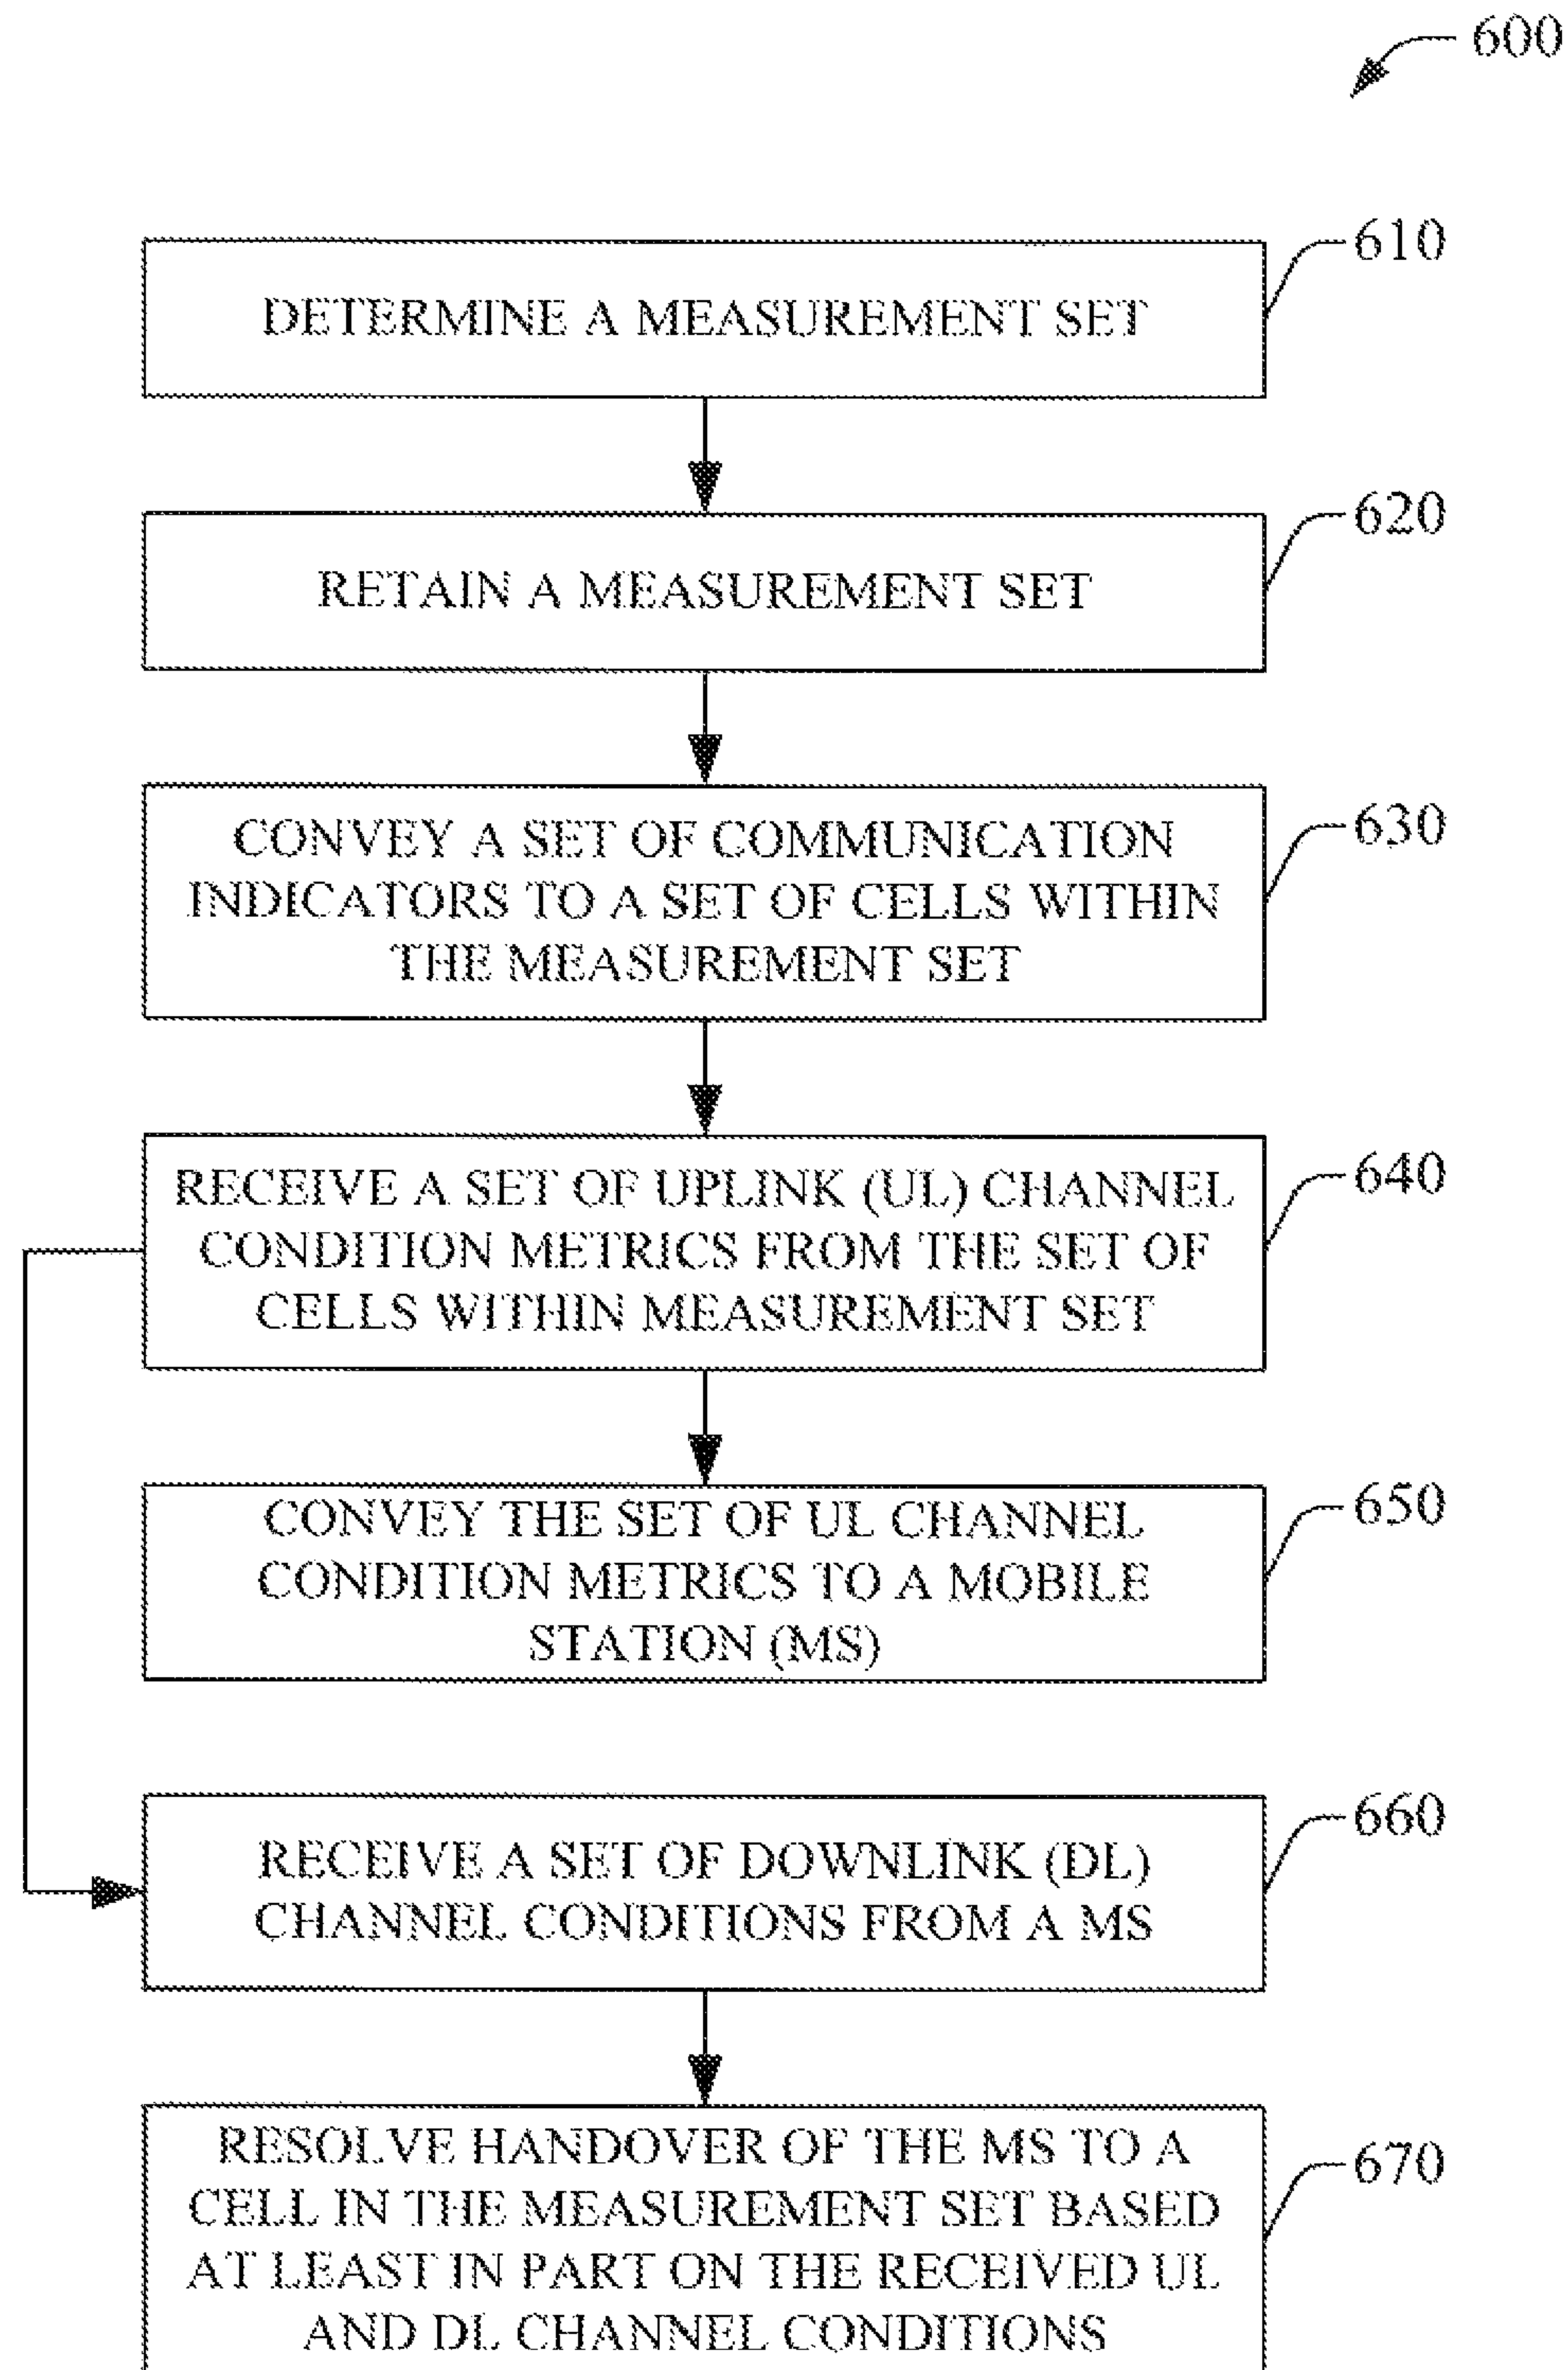 600
610
DETERMINE A MEASUREMENT SET
620
RETAIN A MEASUREMENT SET
630
CONVEY A SET OF COMMUNICATION
INDICATORS TO A SET OF CELLS WITHIN
THE MEASUREMENT SET
640
RECEIVE A SET OF UPLINK (UL) CHANNEL
CONDITION METRICS FROM THE SET OF
CELLS WITHIN MEASUREMENT SET
650
CONVEY THE SET OF UL CHANNEL
CONDITION METRICS TO A MOBILE
STATION (MS)
660
RECEIVE A SET OF DOWNLINK (DL)
CHANNEL CONDITIONS FROM A MS
670
RESOLVE HANDOVER OF THE MS TO A
CELL IN THE MEASUREMENT SET BASED
AT LEAST IN PART ON THE RECEIVED UL
AND DL CHANNEL CONDITIONS